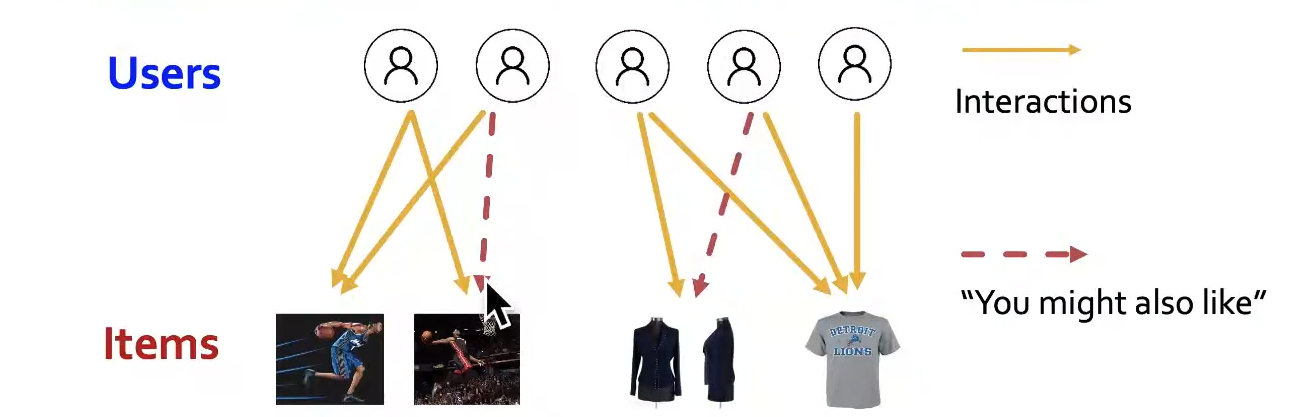 Users
Interactions
"You might also like"
Items
DETROIT
LIONS